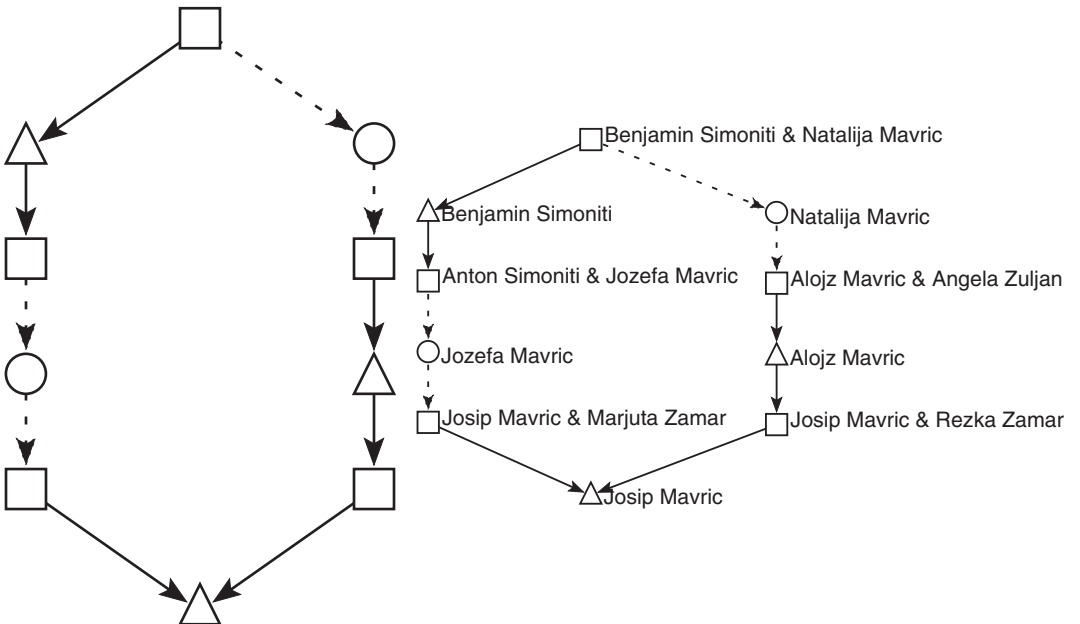 Benjamin Simoniti & Natalija Mavric
Benjamin Simoniti
Natalija Mavric
Anton Simoniti & Jozefa Mavric
Alojz Mavric & Angela Zuljan
Jozefa Mavric
Alojz Mavric
Josip Mavric & Marjuta Zamar
Josip Mavric & Rezka Zamar
Josip Mavric